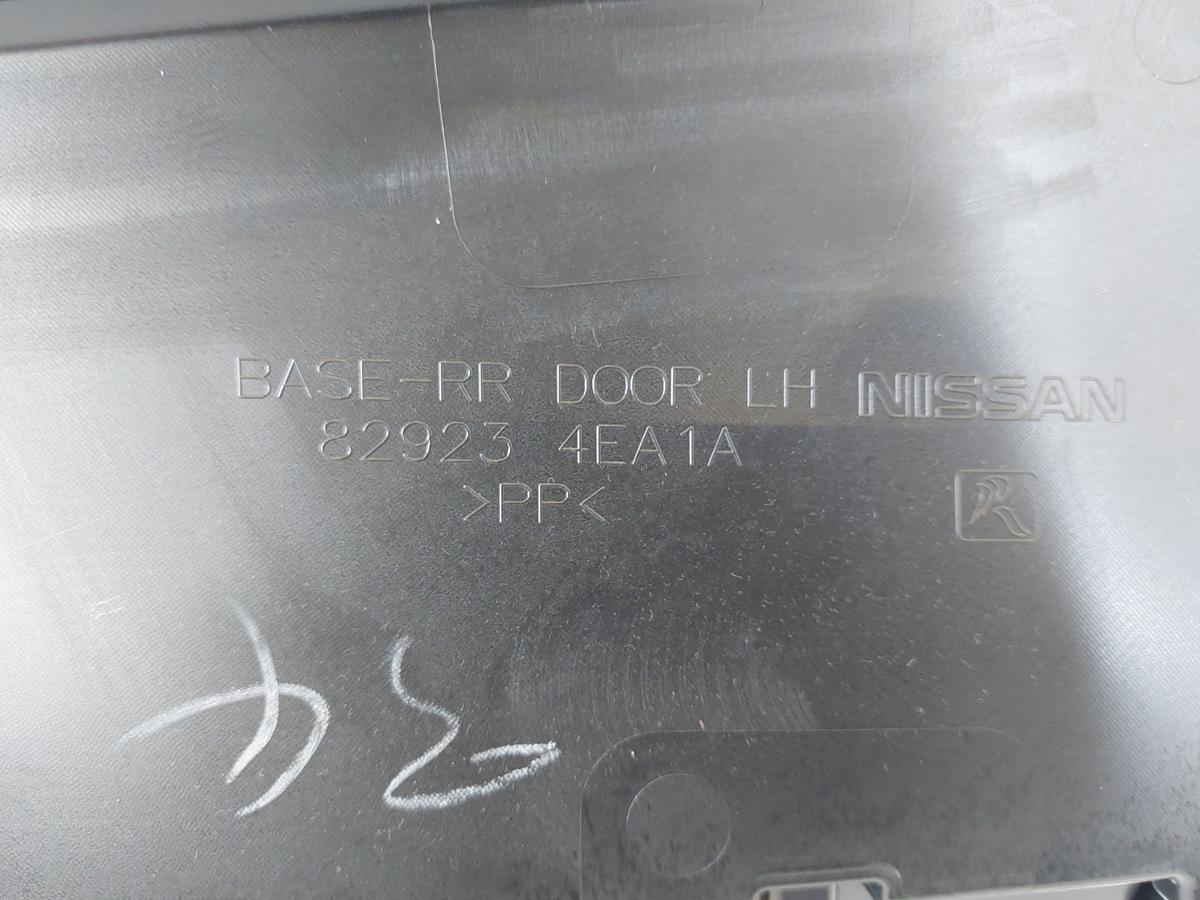 BASE-RR DOOR LH NISSAN
82923 4EA1A
>PP<